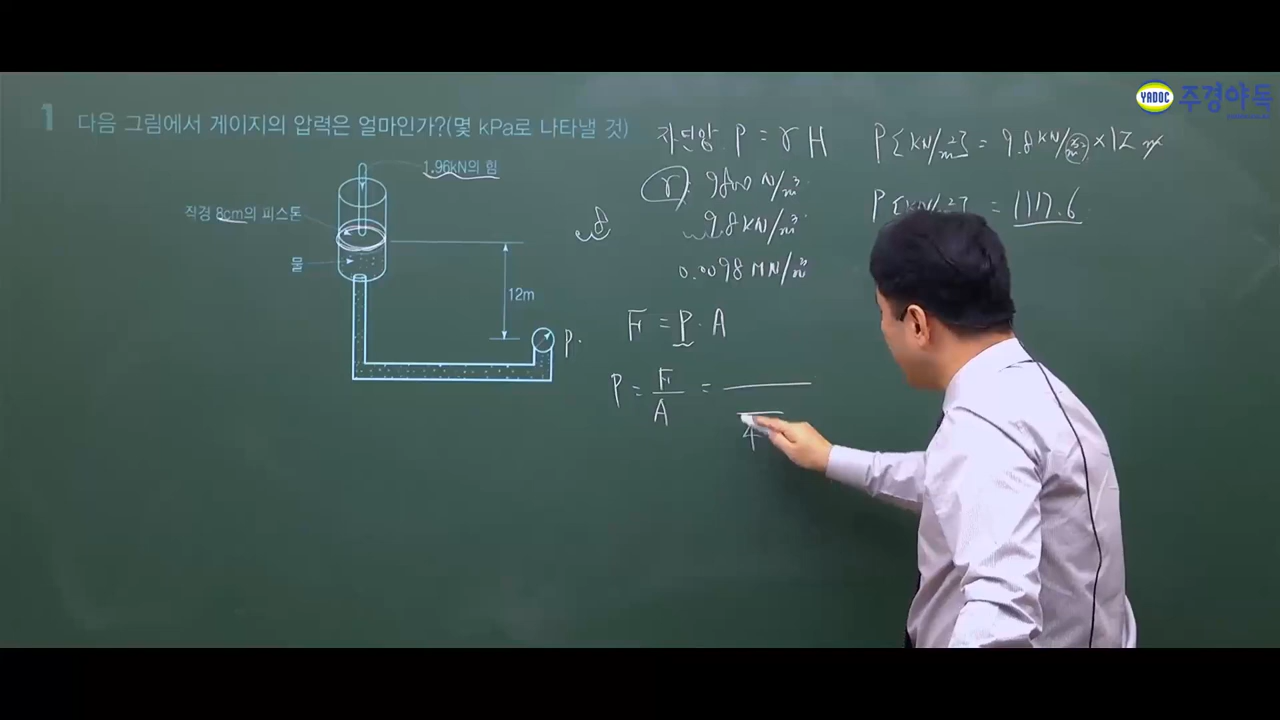 YADOC 주경야독
1 다음 그림에서 게이지의 압력은 얼마인가?(몇 kPa로 나타낼 것)
1.96kN의 힘
직경 8cm의 피스톤
물
12m
P.
P = γH
γ : 9800 N/m³
9.8 kN/m³
0.0098 MN/m³
F = P · A
P = F/A =
4
P{kN/m²} = 9.8 kN/m³ × 12 m
P{kN/m²} = 117.6